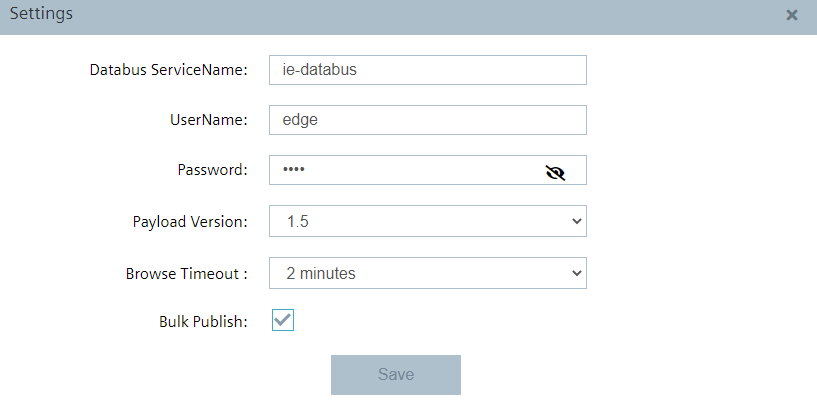 Settings
Databus ServiceName: ie-databus
UserName: edge
Password: ••••
Payload Version: 1.5
Browse Timeout : 2 minutes
Bulk Publish:
Save